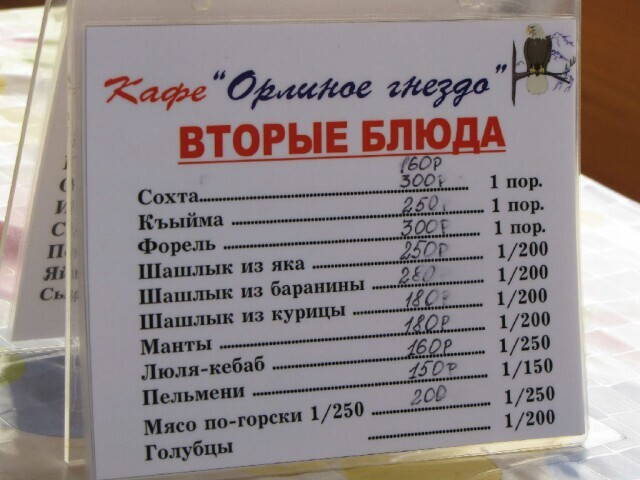 Кафе "Орлиное гнездо"
ВТОРЫЕ БЛЮДА
160р
Сохта 300р 1 пор.
Къыйма 250р 1 пор.
Форель 300р 1 пор.
Шашлык из яка 250р 1/200
Шашлык из баранины 280 1/200
Шашлык из курицы 180р 1/200
Манты 180р 1/200
Люля-кебаб 160р 1/250
Пельмени 150р 1/150
Мясо по-горски 1/250 200 1/250
Голубцы 1/200